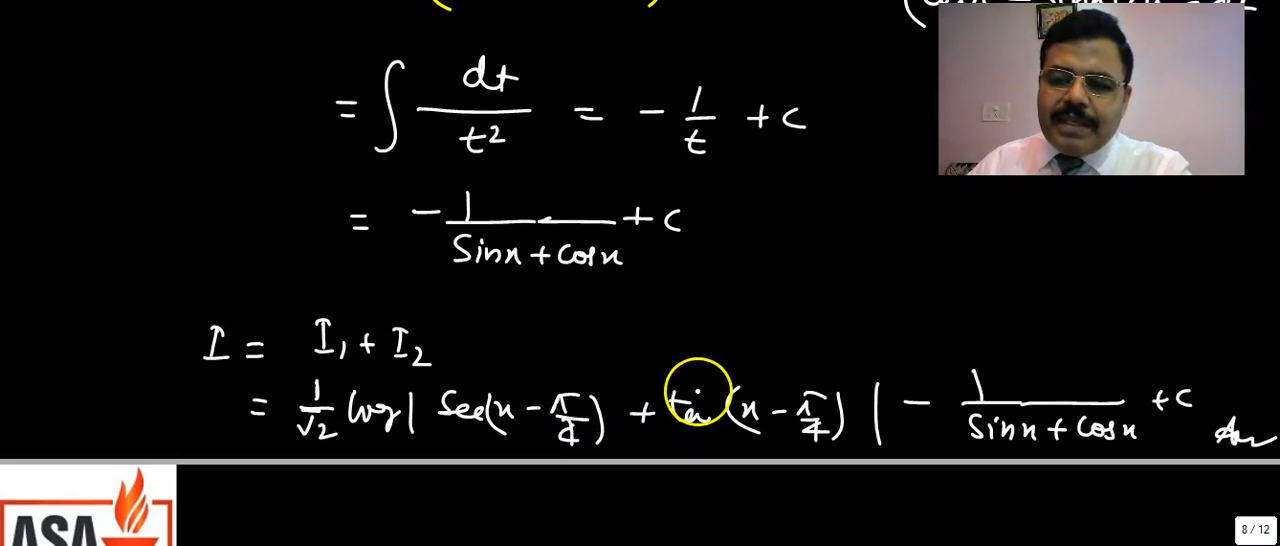 = ∫ dt / t² = - 1/t + c
= - 1 / (Sinx + cosx) + c
I = I₁ + I₂
= 1/√2 log | Sec(x - π/4) + tan(x - π/4) | - 1 / (Sinx + cosx) + c Ans
ASA
8 / 12